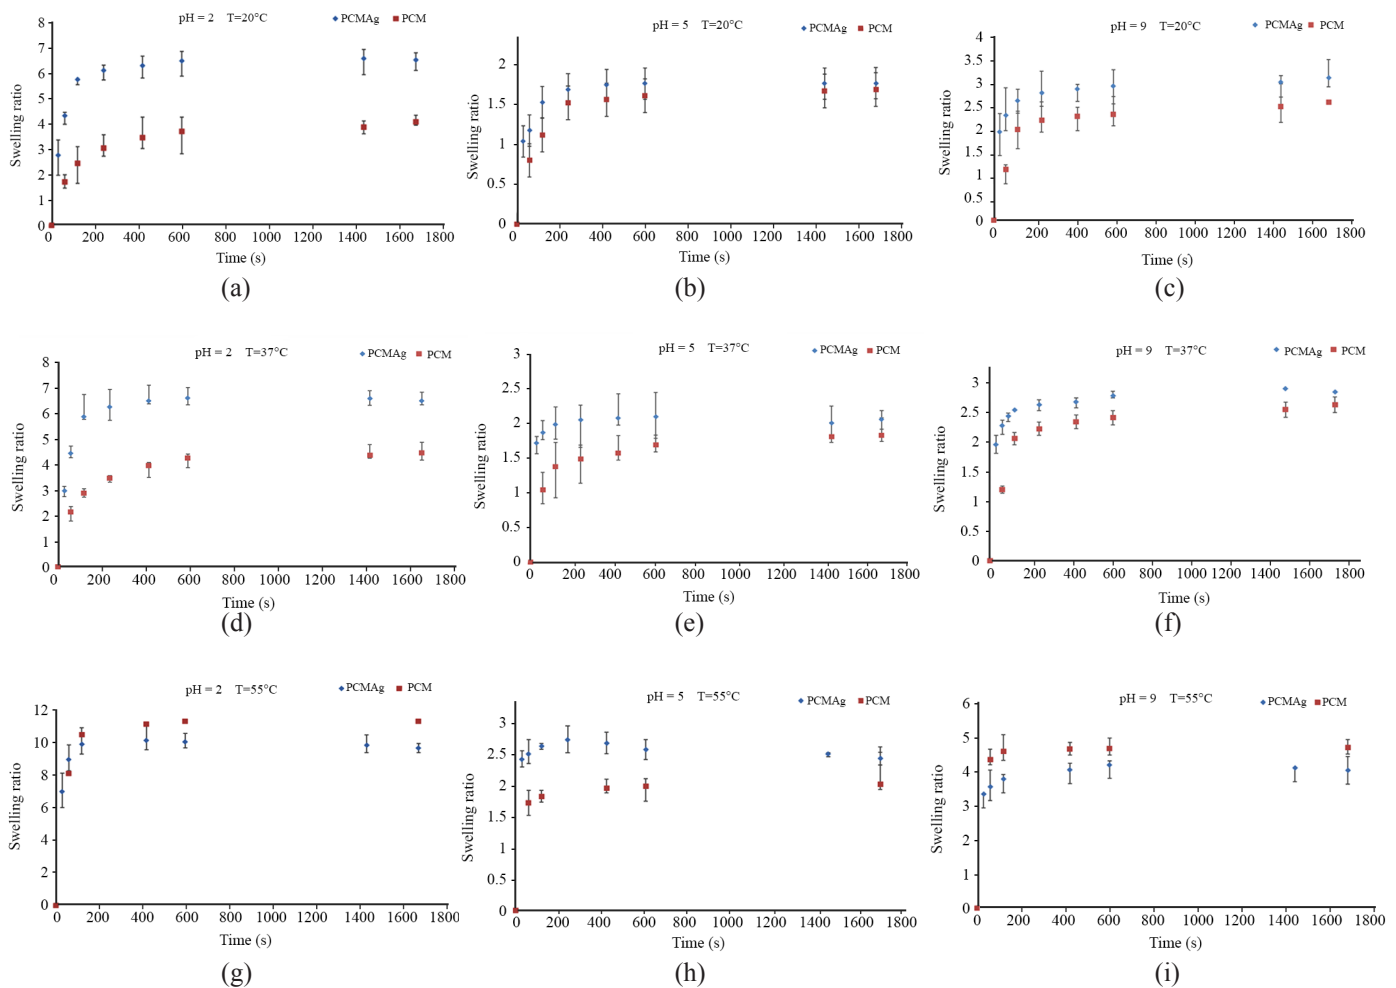 pH = 2 T=20°C PCMAg PCM
8
7
6
5
4
3
2
1
0
Swelling ratio
0 200 400 600 800 1000 1200 1400 1600 1800
Time (s)
(a)
pH = 5 T=20°C PCMAg PCM
2
1.5
1
0.5
0
Swelling ratio
0 200 400 600 800 1000 1200 1400 1600 1800
Time (s)
(b)
pH = 9 T=20°C PCMAg PCM
4
3.5
3
2.5
2
1.5
1
0.5
0
Swelling ratio
0 200 400 600 800 1000 1200 1400 1600 1800
Time (s)
(c)
pH = 2 T=37°C PCMAg PCM
8
7
6
5
4
3
2
1
0
Swelling ratio
0 200 400 600 800 1000 1200 1400 1600 1800
Time (s)
(d)
pH = 5 T=37°C PCMAg PCM
3
2.5
2
1.5
1
0.5
0
Swelling ratio
0 200 400 600 800 1000 1200 1400 1600 1800
Time (s)
(e)
pH = 9 T=37°C PCMAg PCM
3
2.5
2
1.5
1
0.5
0
Swelling ratio
0 200 400 600 800 1000 1200 1400 1600 1800
Time (s)
(f)
pH = 2 T=55°C PCMAg PCM
12
10
8
6
4
2
0
Swelling ratio
0 200 400 600 800 1000 1200 1400 1600 1800
Time (s)
(g)
pH = 5 T=55°C PCMAg PCM
3
2.5
2
1.5
1
0.5
0
Swelling ratio
0 200 400 600 800 1000 1200 1400 1600 1800
Time (s)
(h)
pH = 9 T=55°C PCMAg PCM
6
5
4
3
2
1
0
Swelling ratio
0 200 400 600 800 1000 1200 1400 1600 1800
Time (s)
(i)